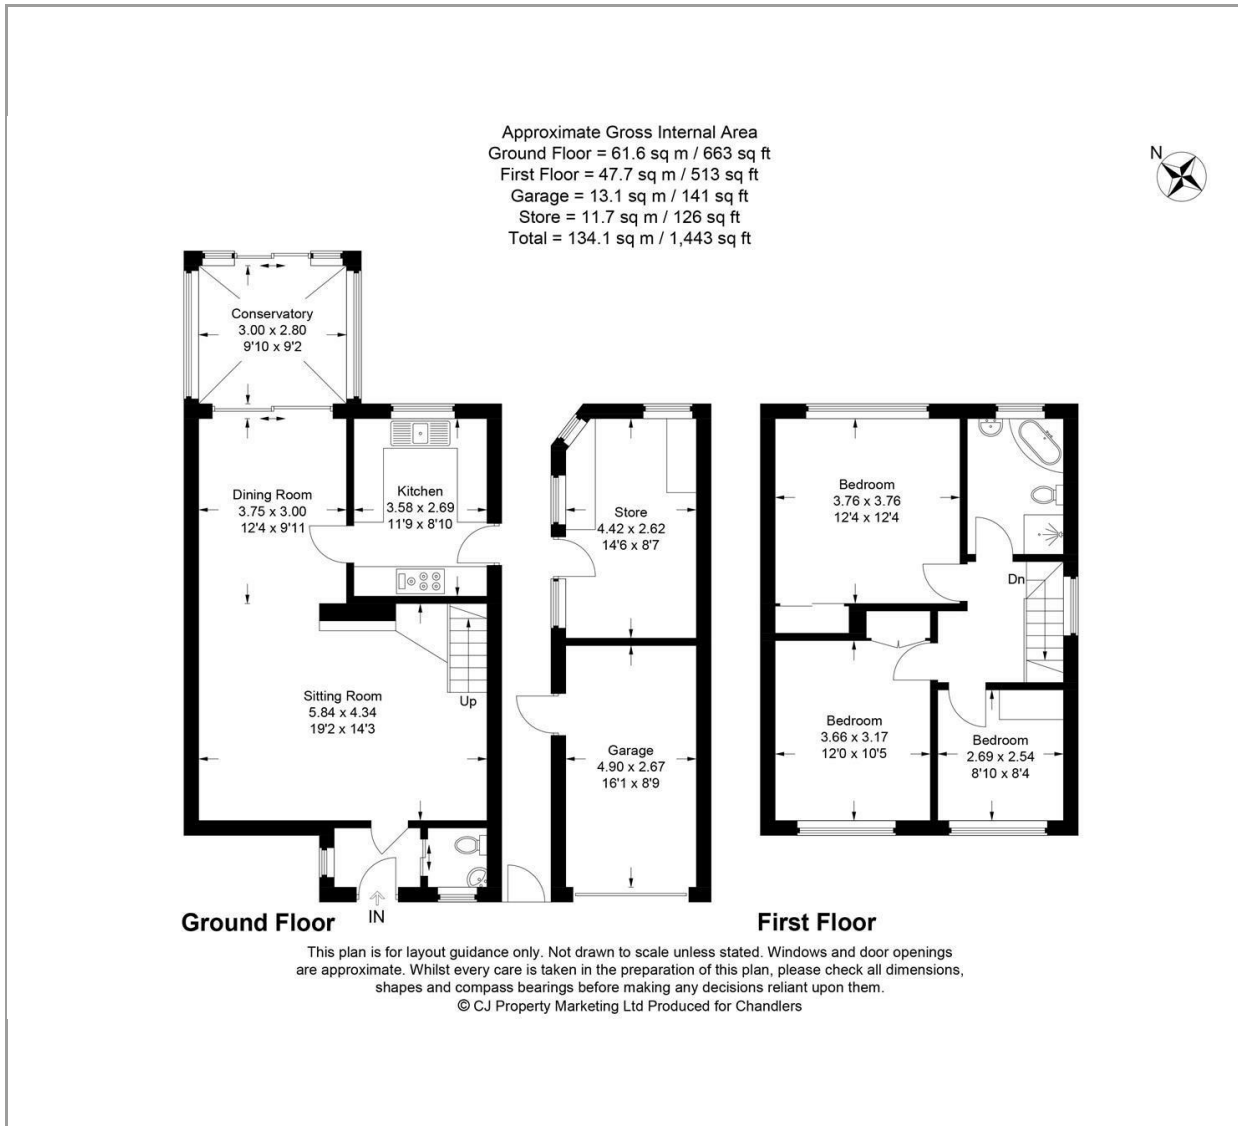 Approximate Gross Internal Area
Ground Floor = 61.6 sq m / 663 sq ft
First Floor = 47.7 sq m / 513 sq ft
Garage = 13.1 sq m / 141 sq ft
Store = 11.7 sq m / 126 sq ft
Total = 134.1 sq m / 1,443 sq ft
N
Conservatory
3.00 x 2.80
9'10 x 9'2
Dining Room
3.75 x 3.00
12'4 x 9'11
Kitchen
3.58 x 2.69
11'9 x 8'10
Store
4.42 x 2.62
14'6 x 8'7
Sitting Room
5.84 x 4.34
19'2 x 14'3
Up
Garage
4.90 x 2.67
16'1 x 8'9
IN
Ground Floor
Bedroom
3.76 x 3.76
12'4 x 12'4
Dn
Bedroom
3.66 x 3.17
12'0 x 10'5
Bedroom
2.69 x 2.54
8'10 x 8'4
First Floor
This plan is for layout guidance only. Not drawn to scale unless stated. Windows and door openings
are approximate. Whilst every care is taken in the preparation of this plan, please check all dimensions,
shapes and compass bearings before making any decisions reliant upon them.
© CJ Property Marketing Ltd Produced for Chandlers